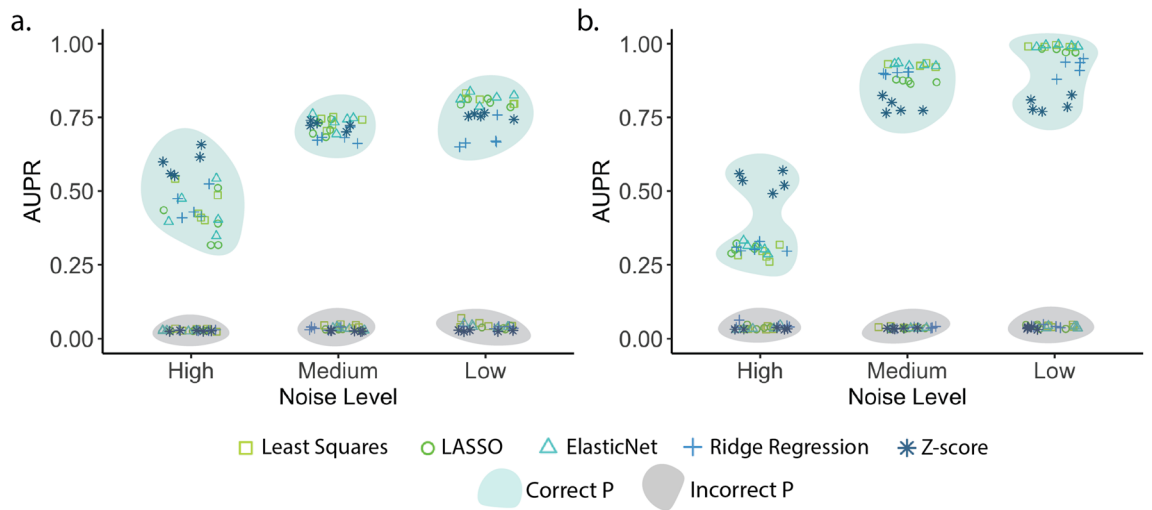 a.
AUPR
1.00
0.75
0.50
0.25
0.00
High Medium Low
Noise Level
b.
AUPR
1.00
0.75
0.50
0.25
0.00
High Medium Low
Noise Level
Least Squares LASSO ElasticNet Ridge Regression Z-score
Correct P Incorrect P